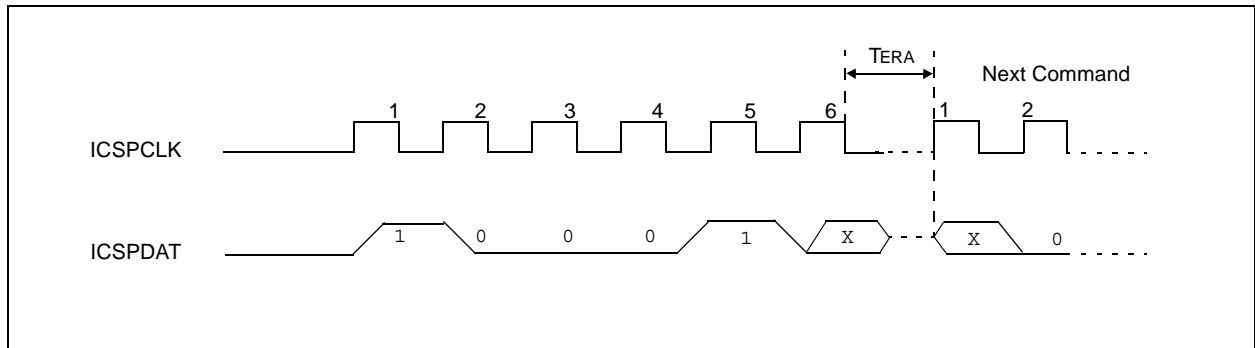 TERA
Next Command
1 2 3 4 5 6 1 2
ICSPCLK
ICSPDAT
1 0 0 0 1 X X 0